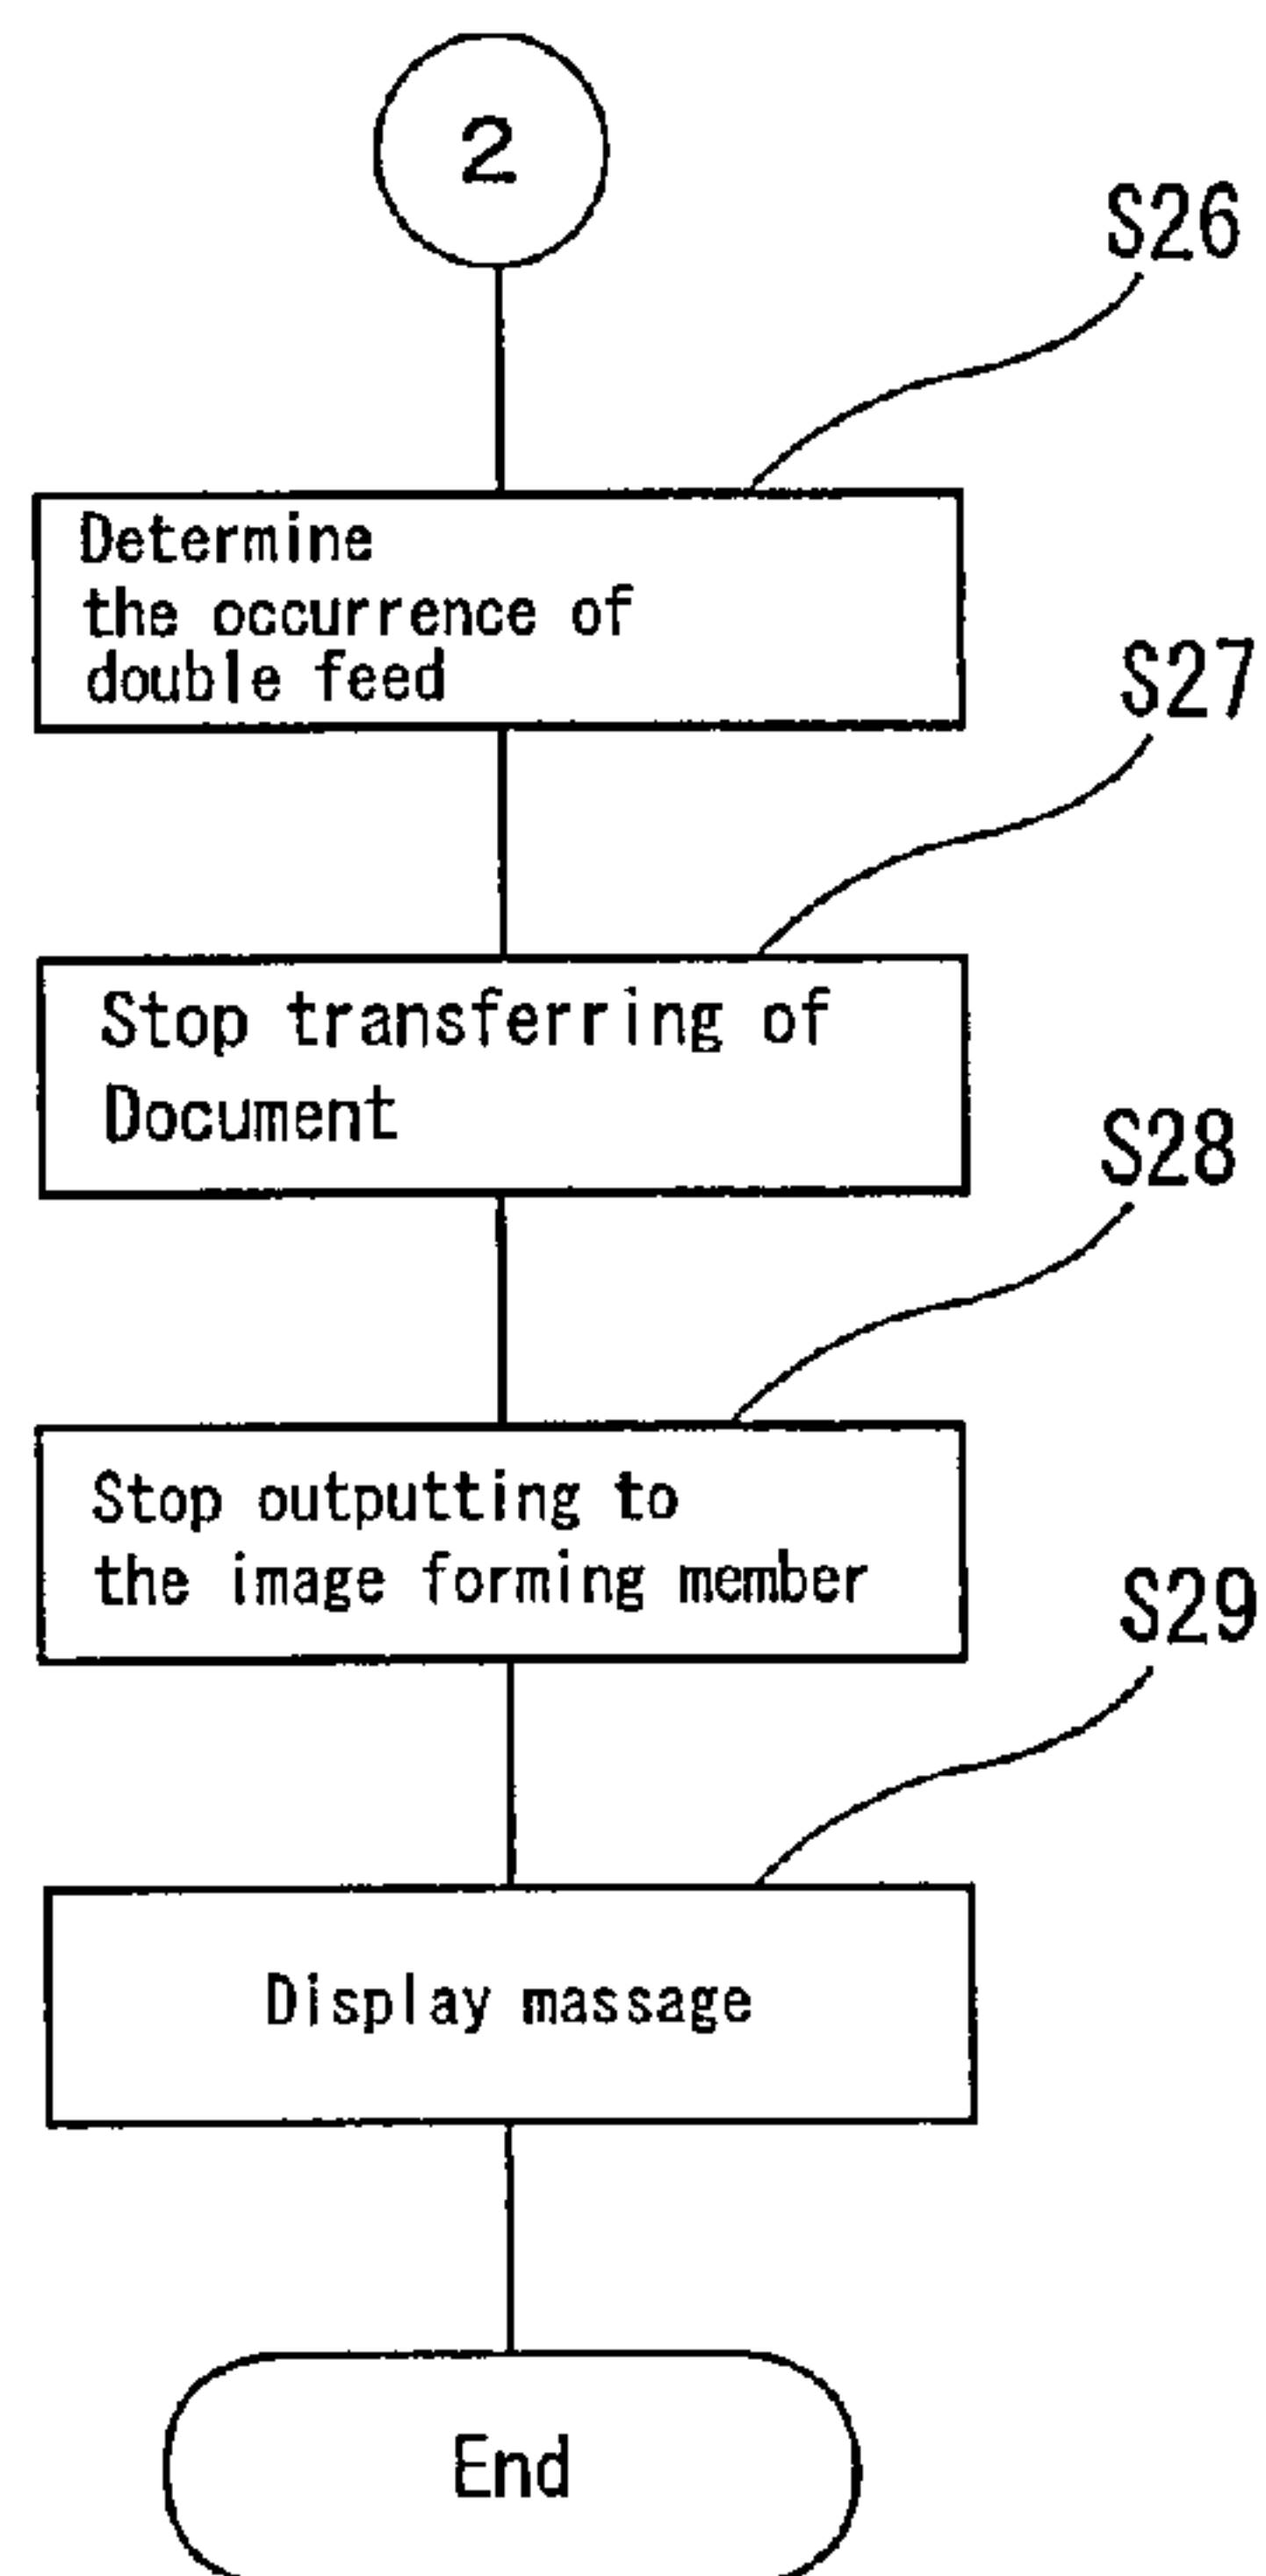 2
S26
Determine
the occurrence of
double feed
S27
Stop transferring of
Document
S28
Stop outputting to
the image forming member
S29
Display massage
End